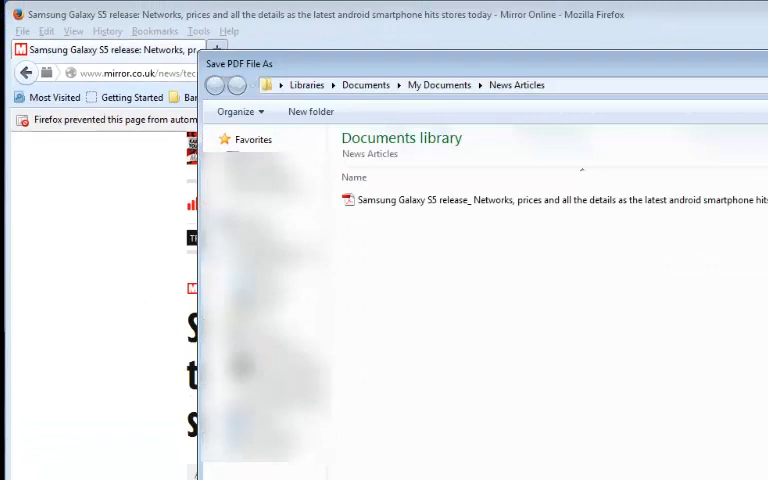 Samsung Galaxy S5 release: Networks, prices and all the details as the latest android smartphone hits stores today - Mirror Online - Mozilla Firefox
File Edit View History Bookmarks Tools Help
Samsung Galaxy S5 release: Networks, pr
www.mirror.co.uk/news/tec
Most Visited Getting Started Bar
Firefox prevented this page from autom
Save PDF File As
Libraries Documents My Documents News Articles
Organize New folder
Favorites
Documents library
News Articles
Name
Samsung Galaxy S5 release_ Networks, prices and all the details as the latest android smartphone hits
M
S
t
s